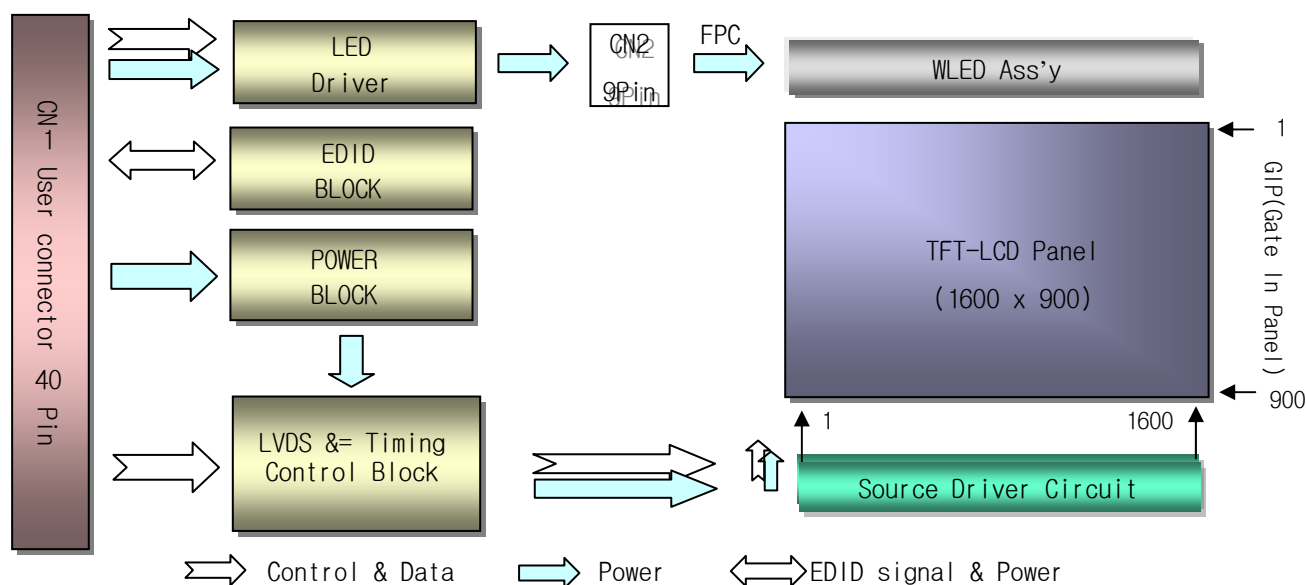 CN-1 User connector 40 Pin
LED
Driver
CN2
9Pin
FPC
WLED Ass'y
EDID
BLOCK
POWER
BLOCK
LVDS &= Timing
Control Block
TFT-LCD Panel
(1600 x 900)
1
GIP(Gate In Panel)
900
1
1600
Source Driver Circuit
Control & Data
Power
EDID signal & Power